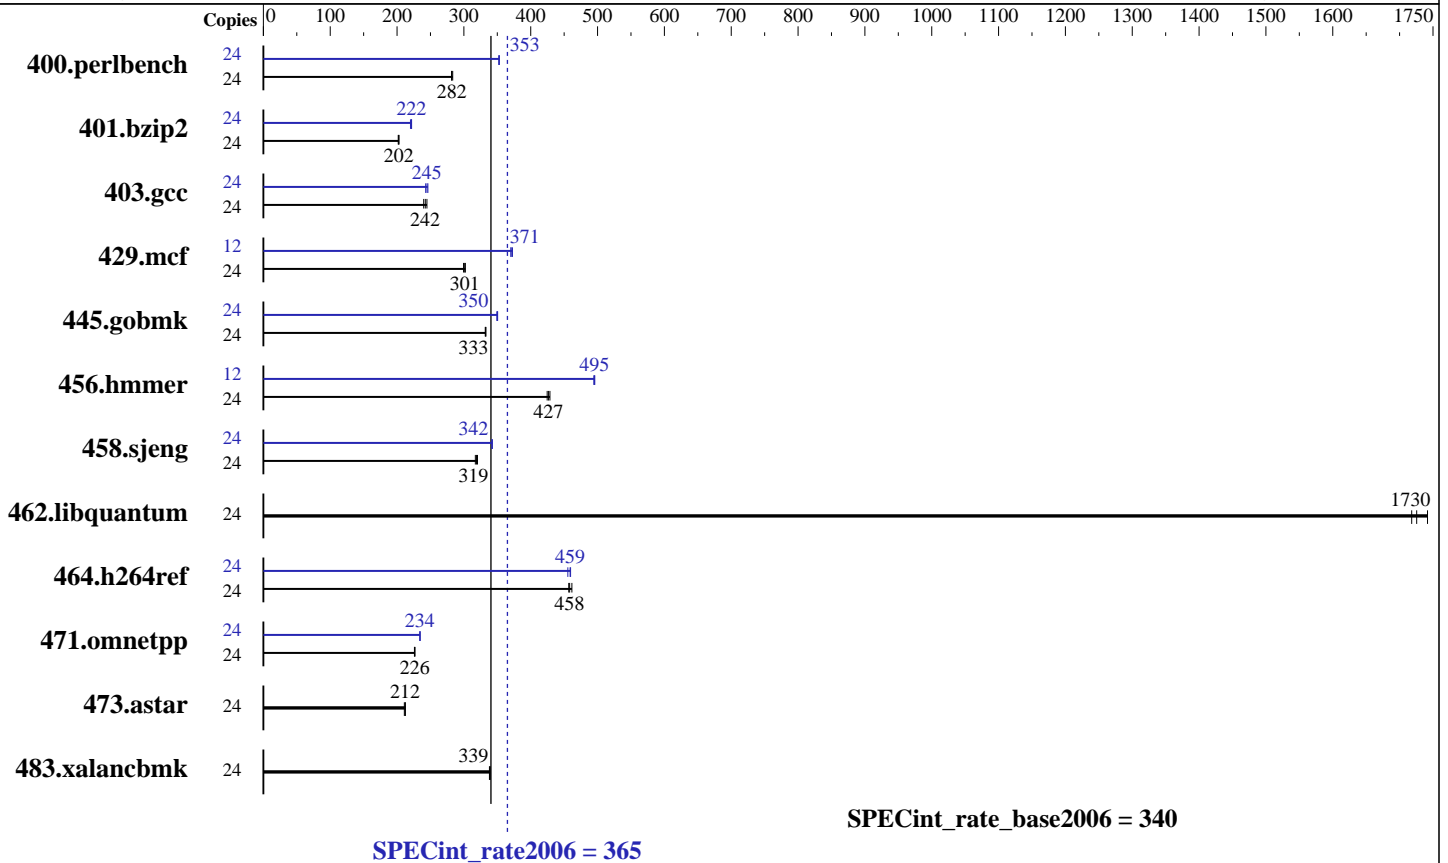 Copies 0 100 200 300 400 500 600 700 800 900 1000 1100 1200 1300 1400 1500 1600 1750
400.perlbench 24 353
24 282
401.bzip2 24 222
24 202
403.gcc 24 245
24 242
429.mcf 12 371
24 301
445.gobmk 24 350
24 333
456.hmmer 12 495
24 427
458.sjeng 24 342
24 319
462.libquantum 24 1730
464.h264ref 24 459
24 458
471.omnetpp 24 234
24 226
473.astar 24 212
483.xalancbmk 24 339
SPECint_rate_base2006 = 340
SPECint_rate2006 = 365